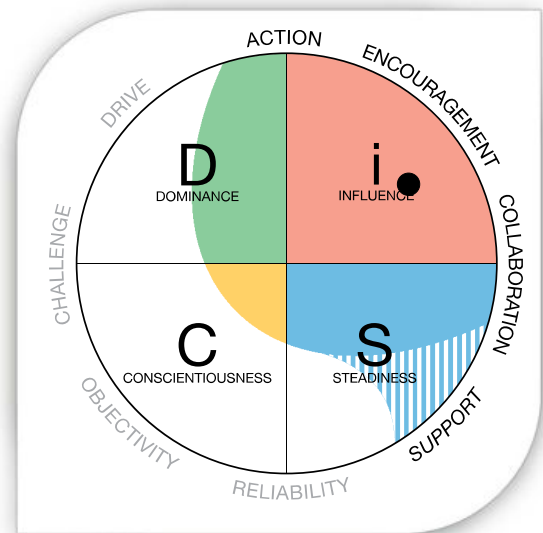 ACTION
ENCOURAGEMENT
DRIVE
D
DOMINANCE
i
INFLUENCE
COLLABORATION
CHALLENGE
C
CONSCIENTIOUSNESS
S
STEADINESS
OBJECTIVITY
SUPPORT
RELIABILITY